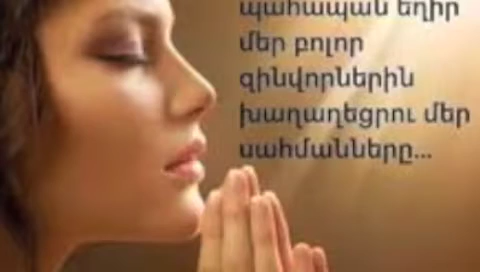 պահապան եղիր
մեր բոլոր
զինվորներին
խաղաղեցրու մեր
սահմանները...